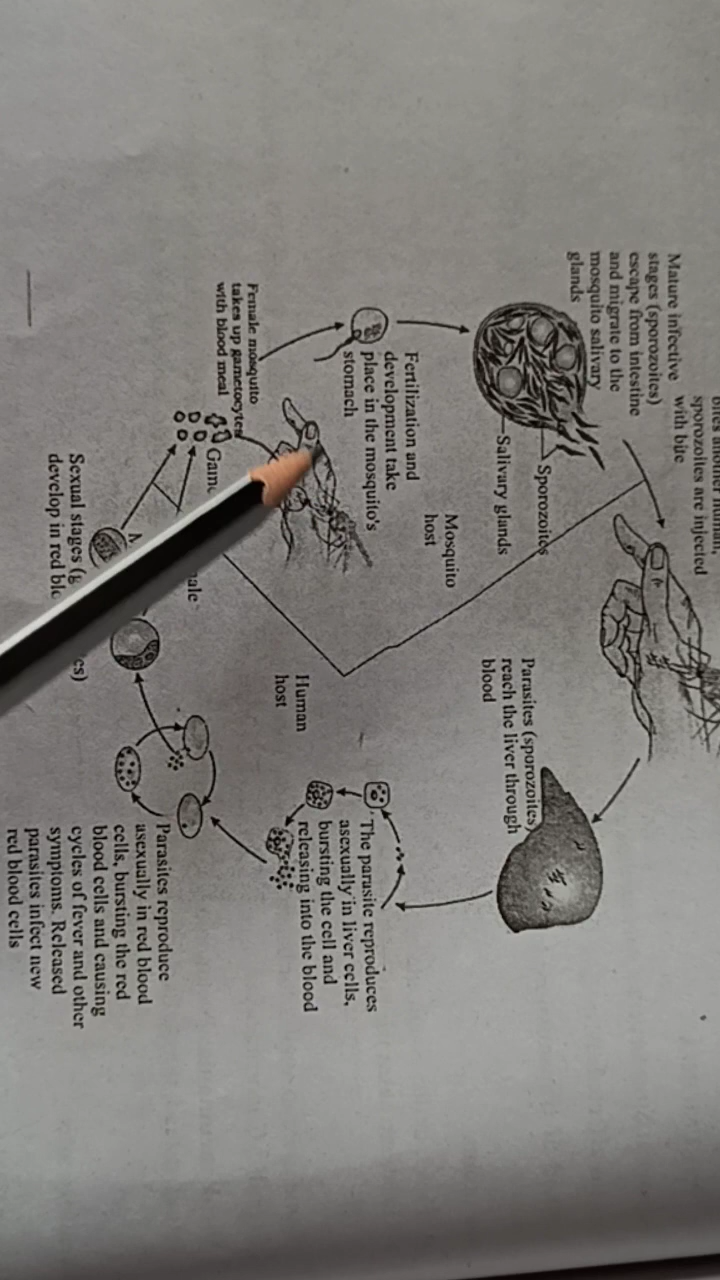 bites another human,
sporozoites are injected
with bite
Mature infective
stages (sporozoites)
escape from intestine
and migrate to the
mosquito salivary
glands
Sporozoites
Salivary glands
Parasites (sporozoites)
reach the liver through
blood
Mosquito
host
Fertilization and
development take
place in the mosquito's
stomach
Human
host
The parasite reproduces
asexually in liver cells,
bursting the cell and
releasing into the blood
Female mosquito
takes up gametocytes
with blood meal
Parasites reproduce
asexually in red blood
cells, bursting the red
blood cells and causing
cycles of fever and other
symptoms. Released
parasites infect new
red blood cells
Sexual stages
develop in red